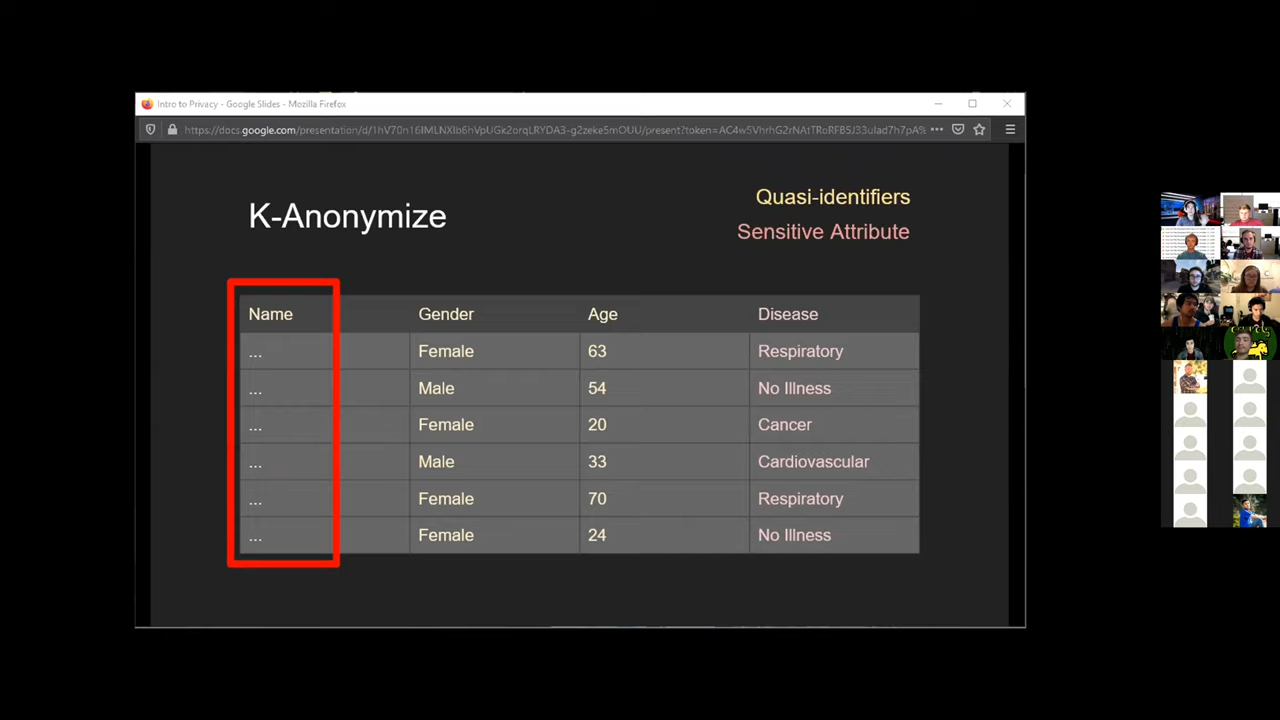 Intro to Privacy - Google Slides - Mozilla Firefox
K-Anonymize
Quasi-identifiers
Sensitive Attribute
Name Gender Age Disease
... Female 63 Respiratory
... Male 54 No Illness
... Female 20 Cancer
... Male 33 Cardiovascular
... Female 70 Respiratory
... Female 24 No Illness